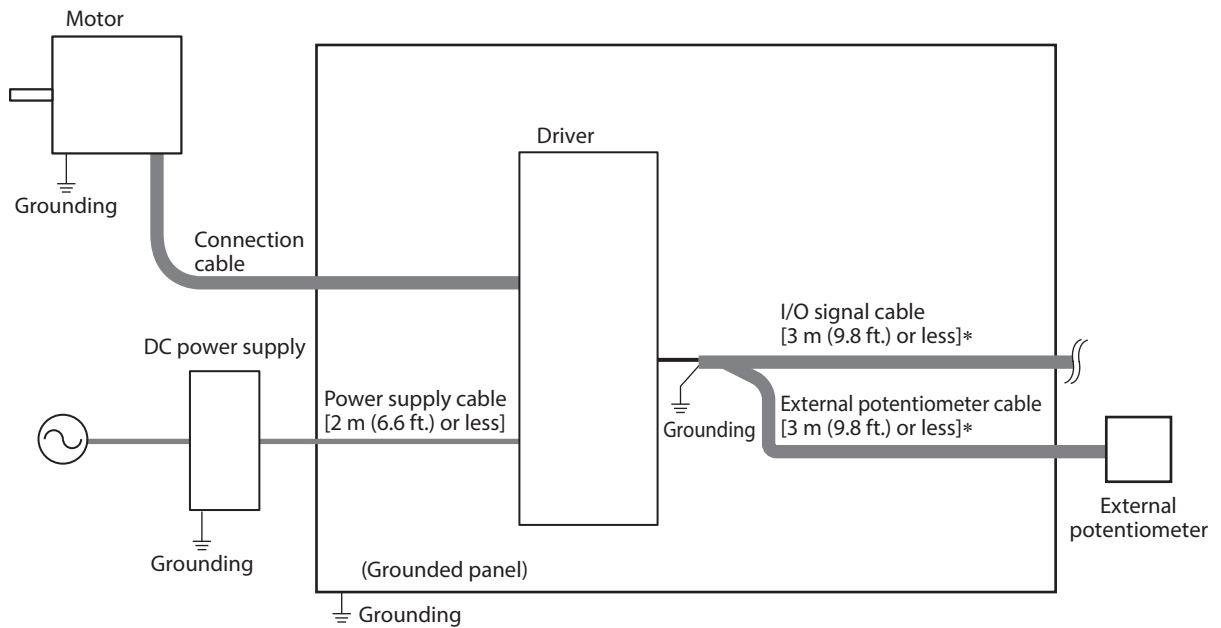 Motor
Grounding
Connection
cable
Driver
DC power supply
Power supply cable
[2 m (6.6 ft.) or less]
I/O signal cable
[3 m (9.8 ft.) or less]*
Grounding
External potentiometer cable
[3 m (9.8 ft.) or less]*
External
potentiometer
Grounding
(Grounded panel)
Grounding